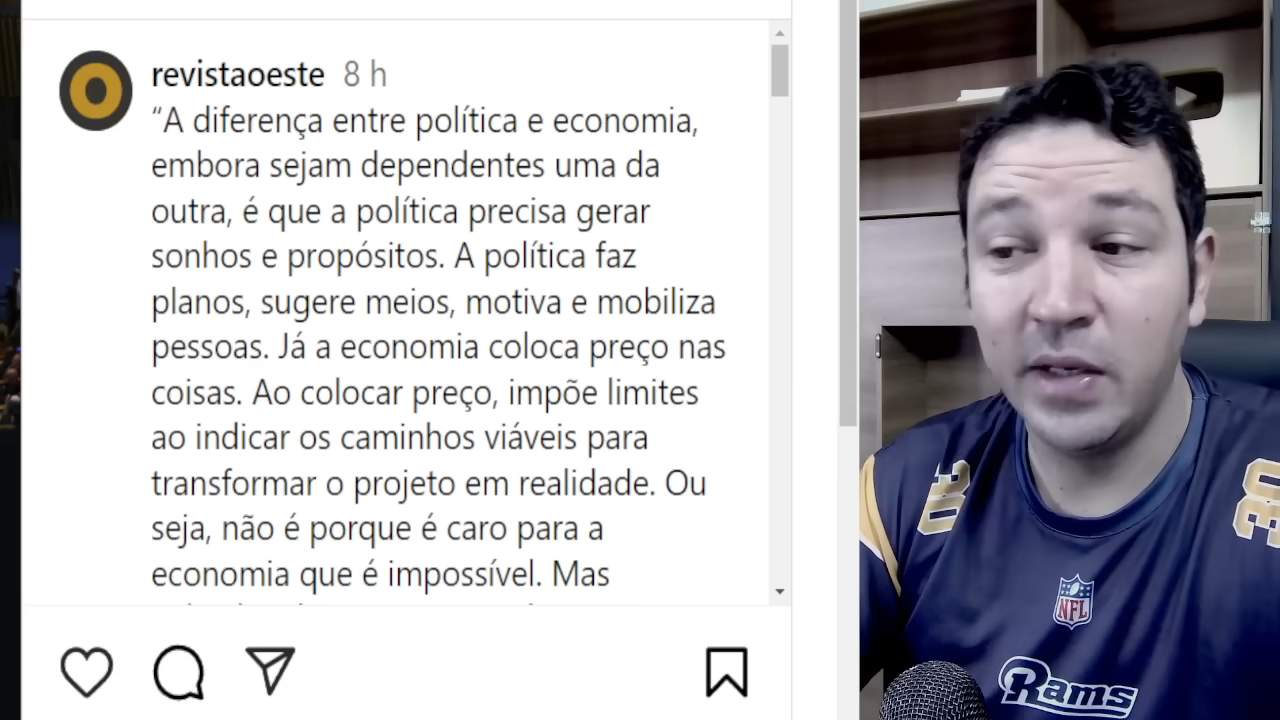 revistaoeste 8 h
“A diferença entre política e economia,
embora sejam dependentes uma da
outra, é que a política precisa gerar
sonhos e propósitos. A política faz
planos, sugere meios, motiva e mobiliza
pessoas. Já a economia coloca preço nas
coisas. Ao colocar preço, impõe limites
ao indicar os caminhos viáveis para
transformar o projeto em realidade. Ou
seja, não é porque é caro para a
economia que é impossível. Mas
30
30
NFL
Rams